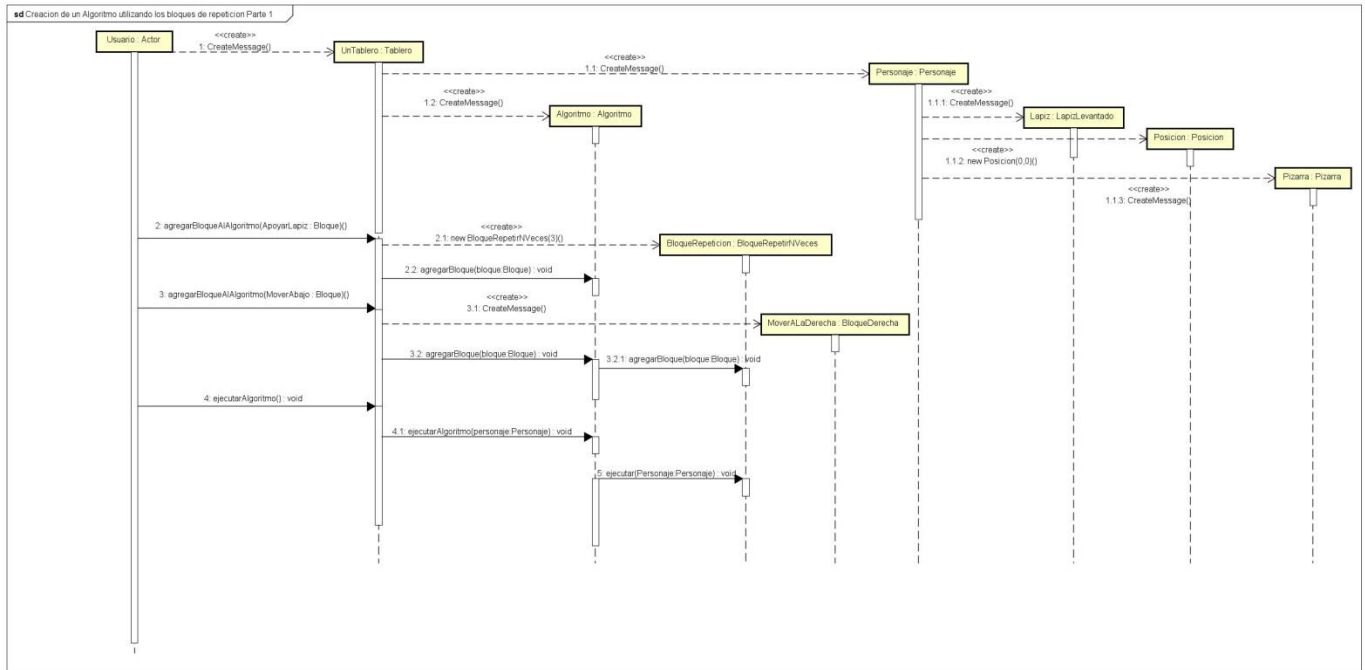 sd Creacion de un Algoritmo utilizando los bloques de repeticion Parte 1
Usuario : Actor
<<create>>
1: CreateMessage()
UnTablero : Tablero
<<create>>
1.1: CreateMessage()
Personaje : Personaje
<<create>>
1.2: CreateMessage()
Algoritmo : Algoritmo
<<create>>
1.1.1: CreateMessage()
Lapiz : LapizLevantado
Posicion : Posicion
<<create>>
1.1.2: new Posicion(0,0)()
Pizarra : Pizarra
<<create>>
1.1.3: CreateMessage()
2: agregarBloqueAlAlgoritmo(ApoyarLapiz : Bloque)()
<<create>>
2.1: new BloqueRepetirNVeces(3)()
BloqueRepeticion : BloqueRepetirNVeces
2.2: agregarBloque(bloque:Bloque) : void
3: agregarBloqueAlAlgoritmo(MoverAbajo : Bloque)()
<<create>>
3.1: CreateMessage()
MoverALaDerecha : BloqueDerecha
3.2: agregarBloque(bloque:Bloque) : void
3.2.1: agregarBloque(bloque:Bloque) : void
4: ejecutarAlgoritmo() : void
4.1: ejecutarAlgoritmo(personaje:Personaje) : void
5: ejecutar(Personaje:Personaje) : void